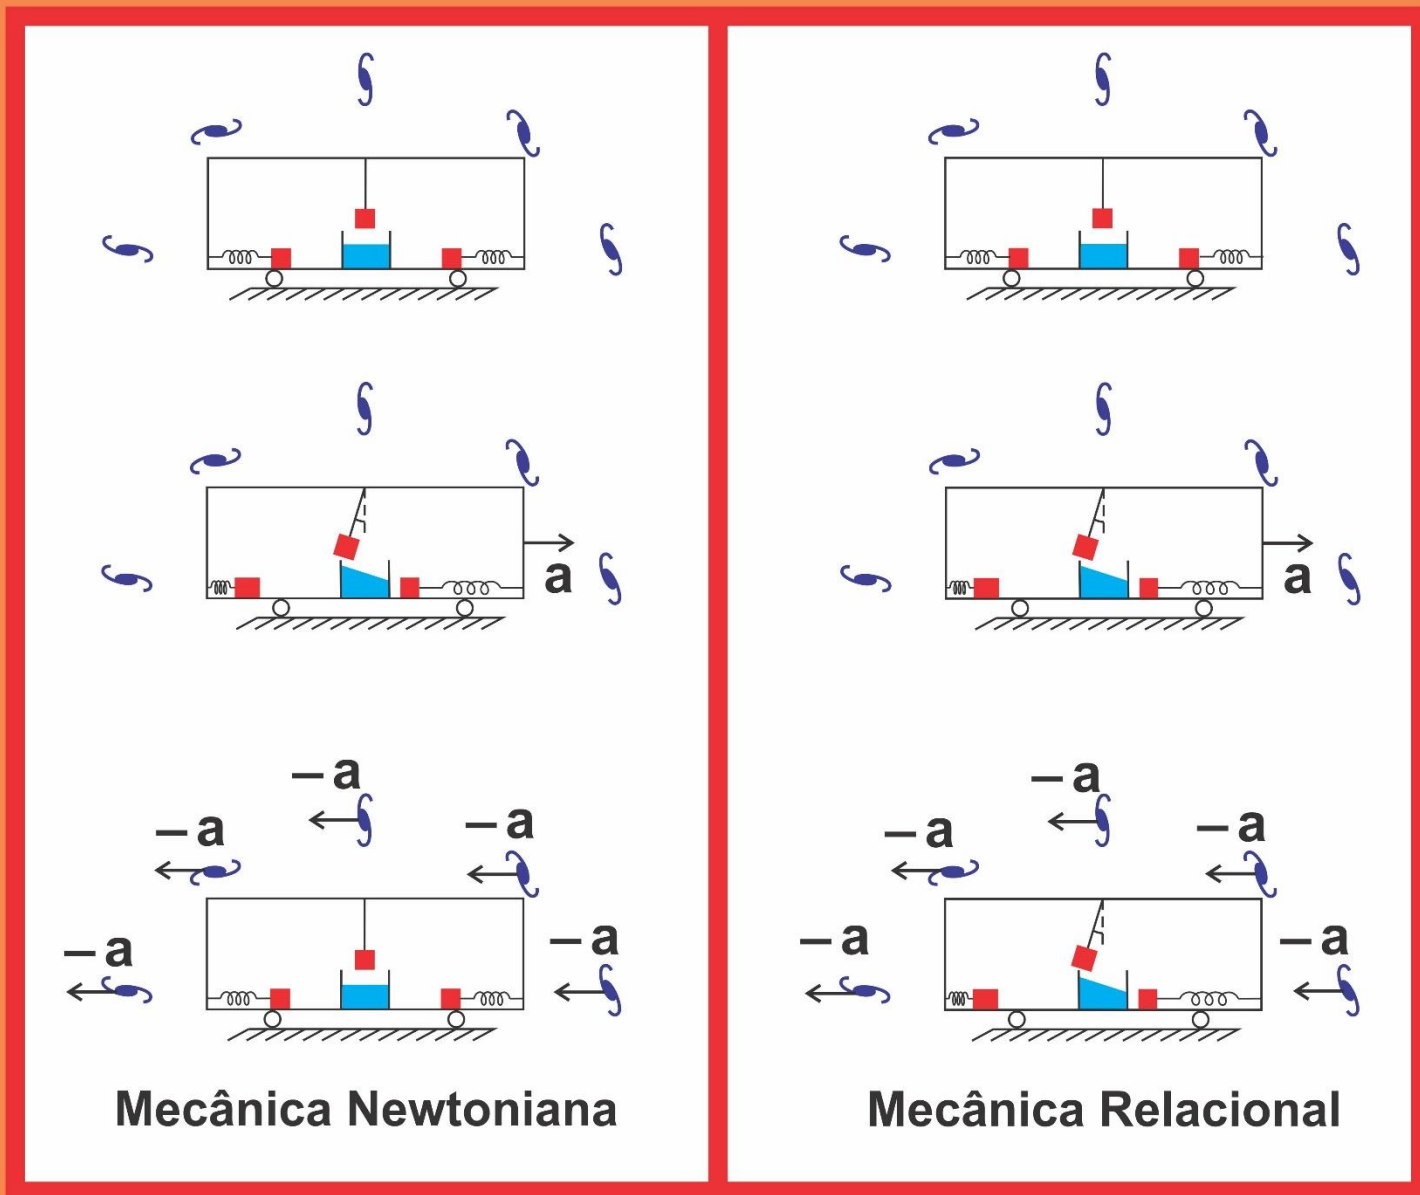 a
a
– a
– a
– a
– a
– a
– a
– a
– a
– a
– a
Mecânica Newtoniana
Mecânica Relacional